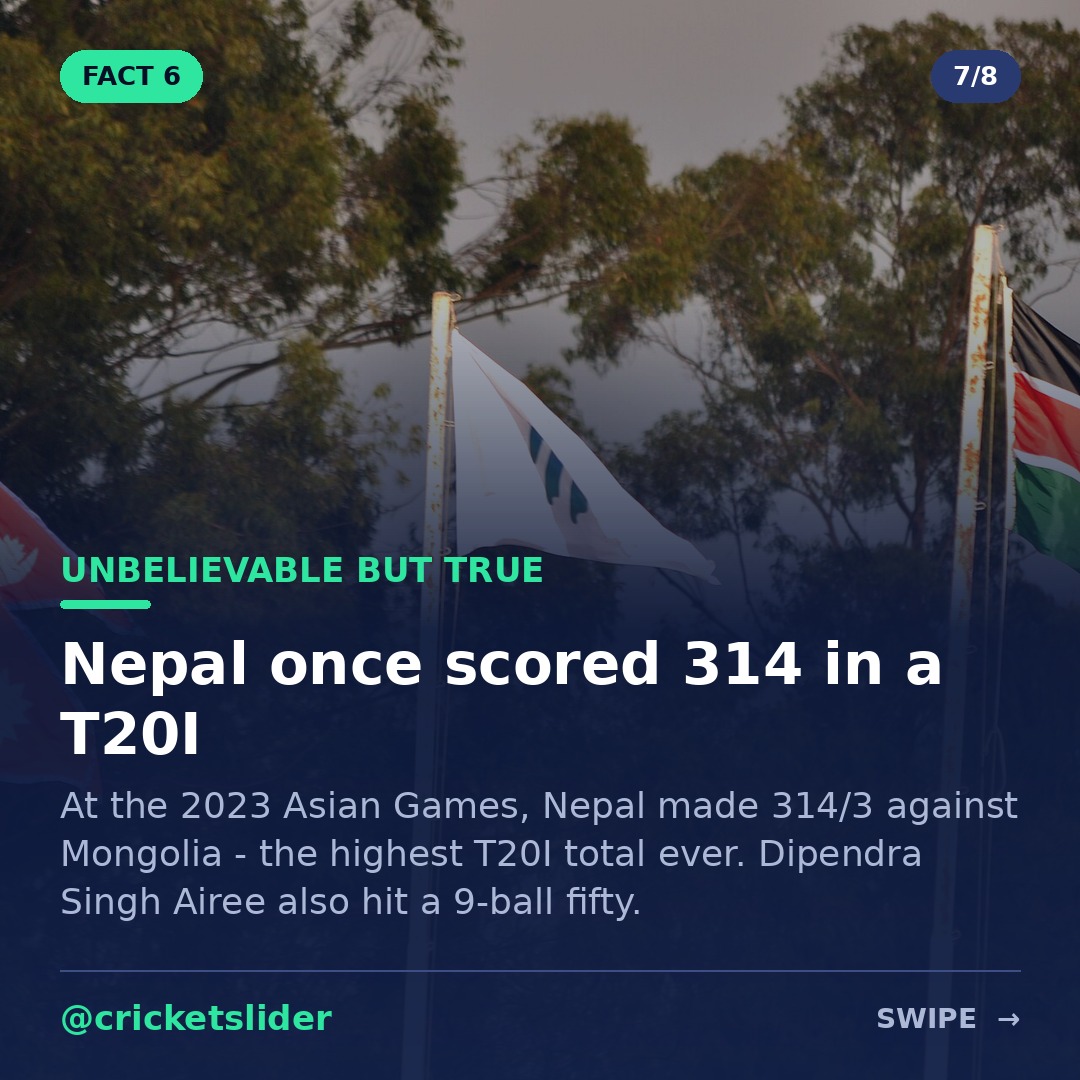 FACT 6
7/8
UNBELIEVABLE BUT TRUE
Nepal once scored 314 in a
T20I
At the 2023 Asian Games, Nepal made 314/3 against
Mongolia - the highest T20I total ever. Dipendra
Singh Airee also hit a 9-ball fifty.
@cricketslider
SWIPE →